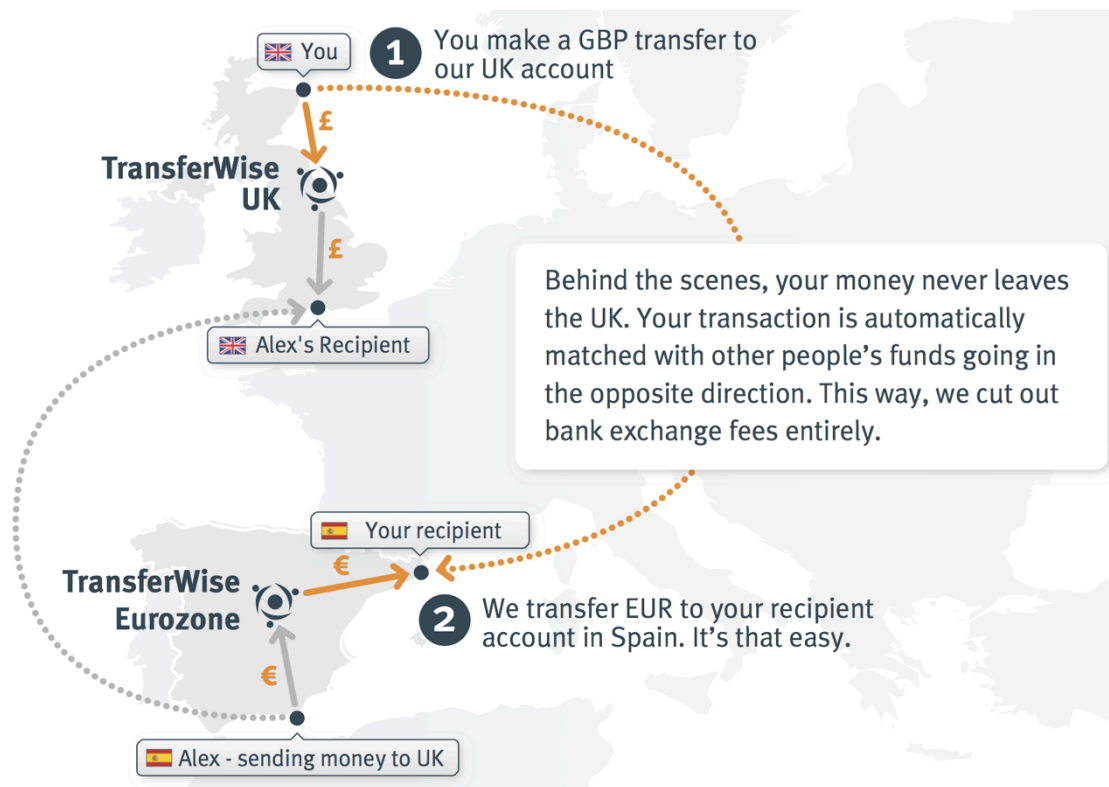 You
1
You make a GBP transfer to
our UK account
£
TransferWise
UK
£
Alex's Recipient
Behind the scenes, your money never leaves
the UK. Your transaction is automatically
matched with other people’s funds going in
the opposite direction. This way, we cut out
bank exchange fees entirely.
Your recipient
€
TransferWise
Eurozone
2
We transfer EUR to your recipient
account in Spain. It’s that easy.
€
Alex - sending money to UK